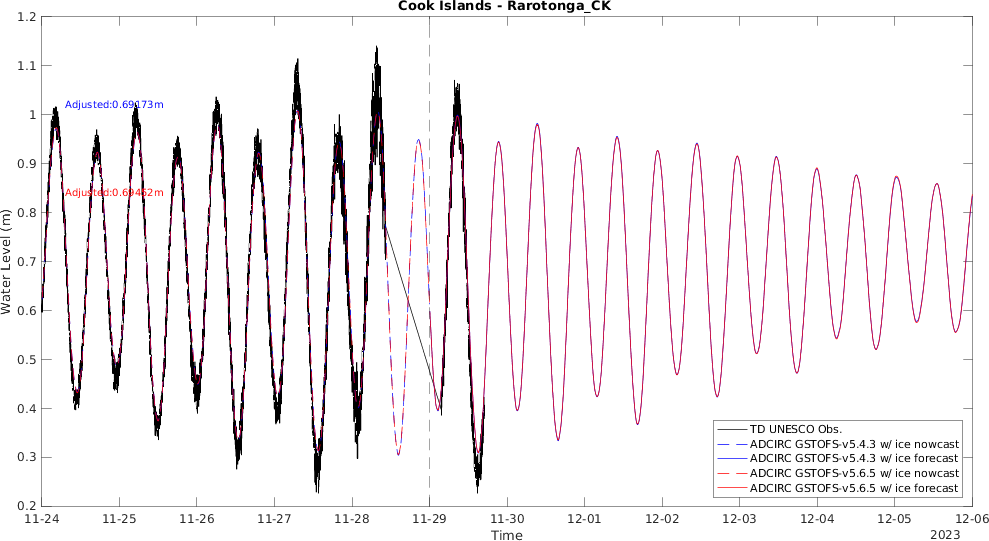 Cook Islands - Rarotonga_CK
1.2
1.1
1
0.9
0.8
0.7
0.6
0.5
0.4
0.3
0.2
Water Level (m)
Adjusted:0.69173m
Adjusted:0.69462m
TD UNESCO Obs.
ADCIRC GSTOFS-v5.4.3 w/ ice nowcast
ADCIRC GSTOFS-v5.4.3 w/ ice forecast
ADCIRC GSTOFS-v5.6.5 w/ ice nowcast
ADCIRC GSTOFS-v5.6.5 w/ ice forecast
11-24 11-25 11-26 11-27 11-28 11-29 11-30 12-01 12-02 12-03 12-04 12-05 12-06
Time
2023